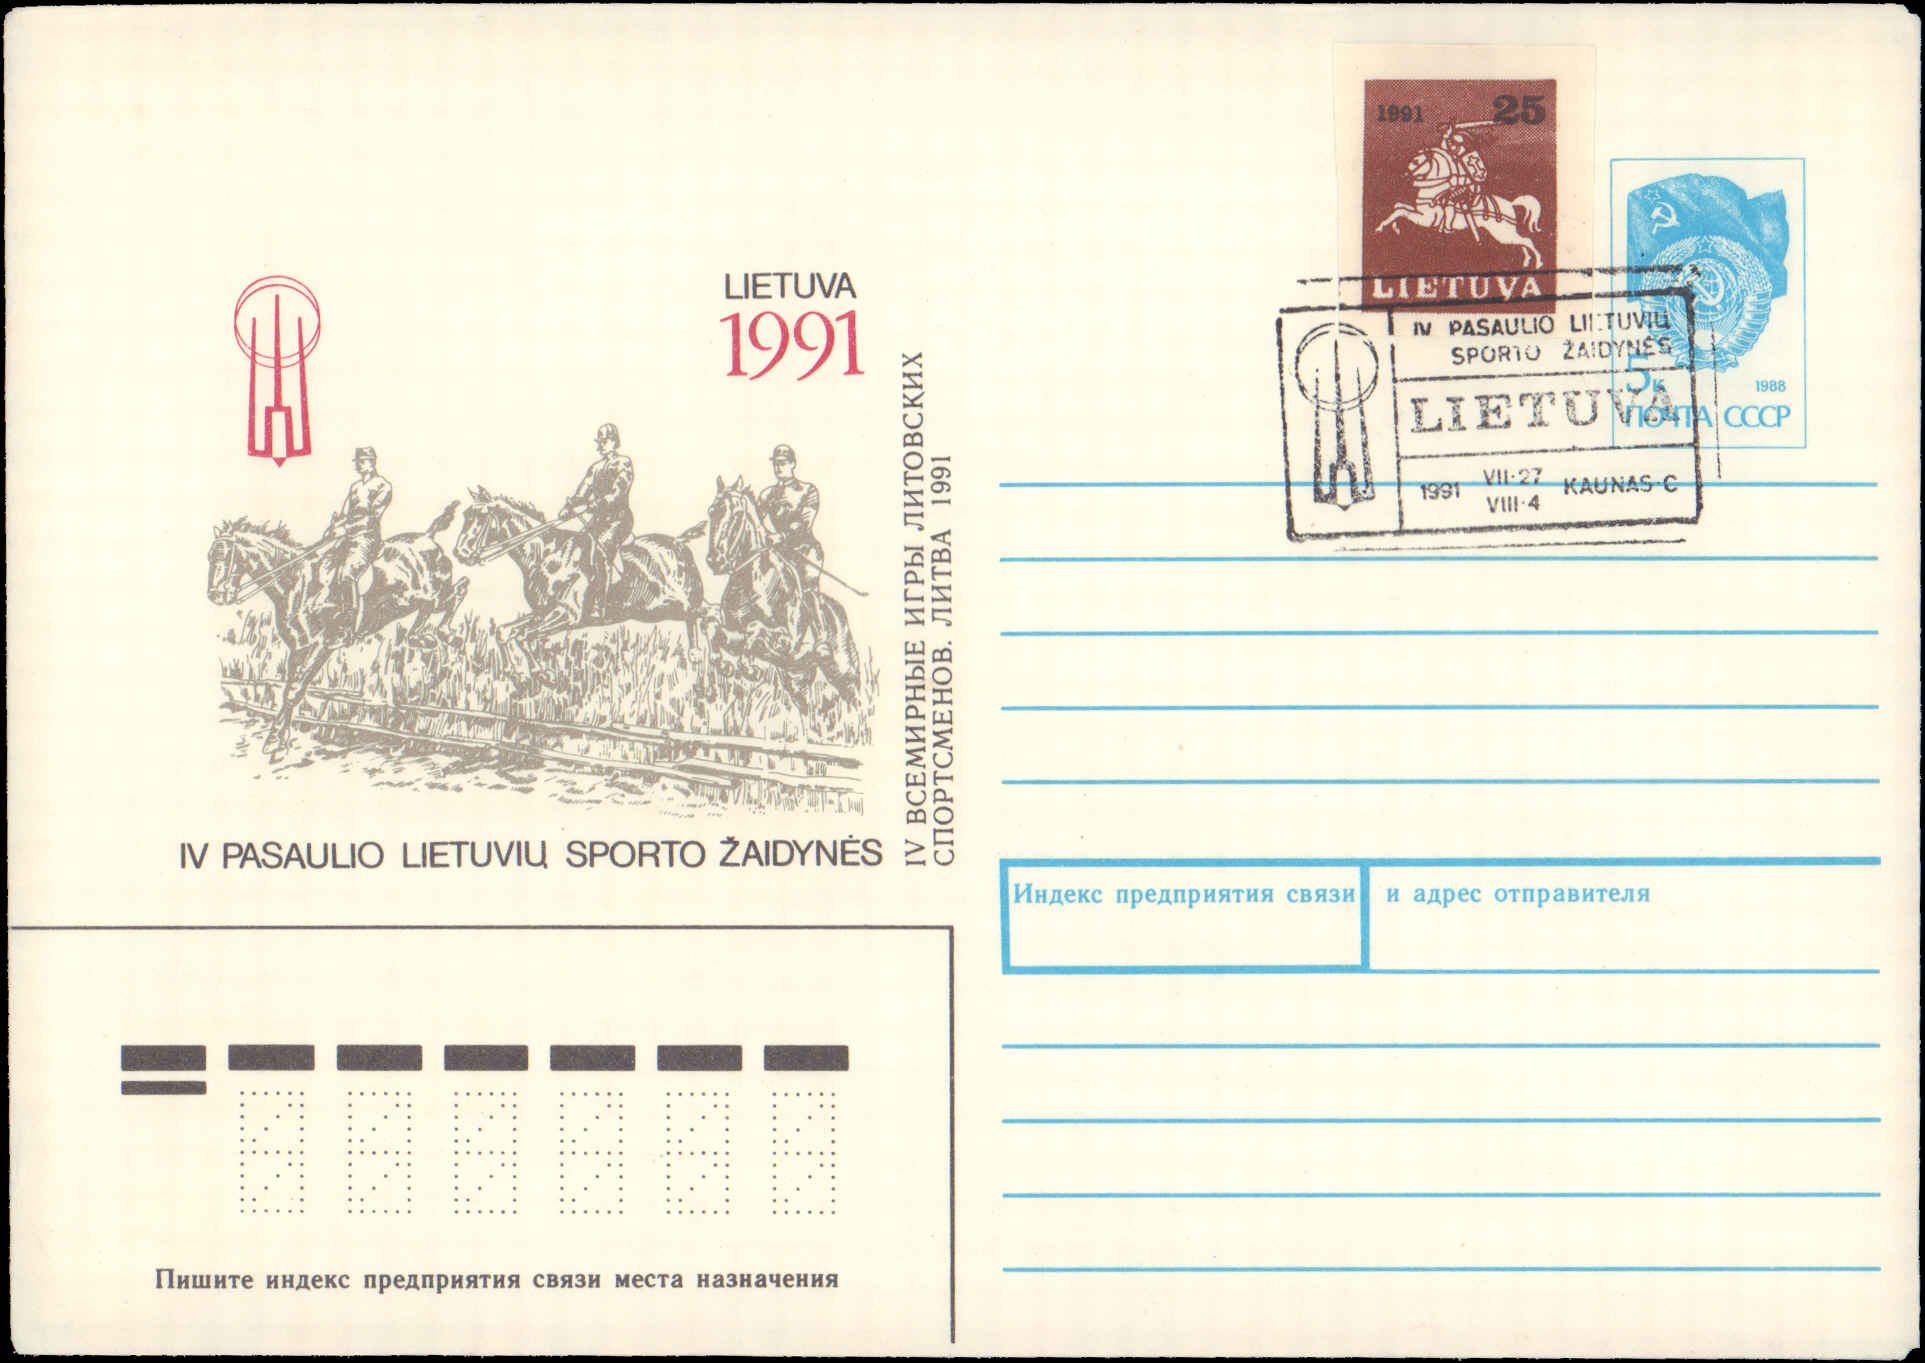 LIETUVA
1991
IV PASAULIO LIETUVIŲ SPORTO ŽAIDYNĖS
IV ВСЕМИРНЫЕ ИГРЫ ЛИТОВСКИХ
СПОРТСМЕНОВ. ЛИТВА 1991
1991 25
LIETUVA
5к 1988
ПОЧТА СССР
IV PASAULIO LIETUVIŲ
SPORTO ŽAIDYNĖS
LIETUVA
1991 VII·27 KAUNAS-C
VIII·4
Индекс предприятия связи и адрес отправителя
Пишите индекс предприятия связи места назначения